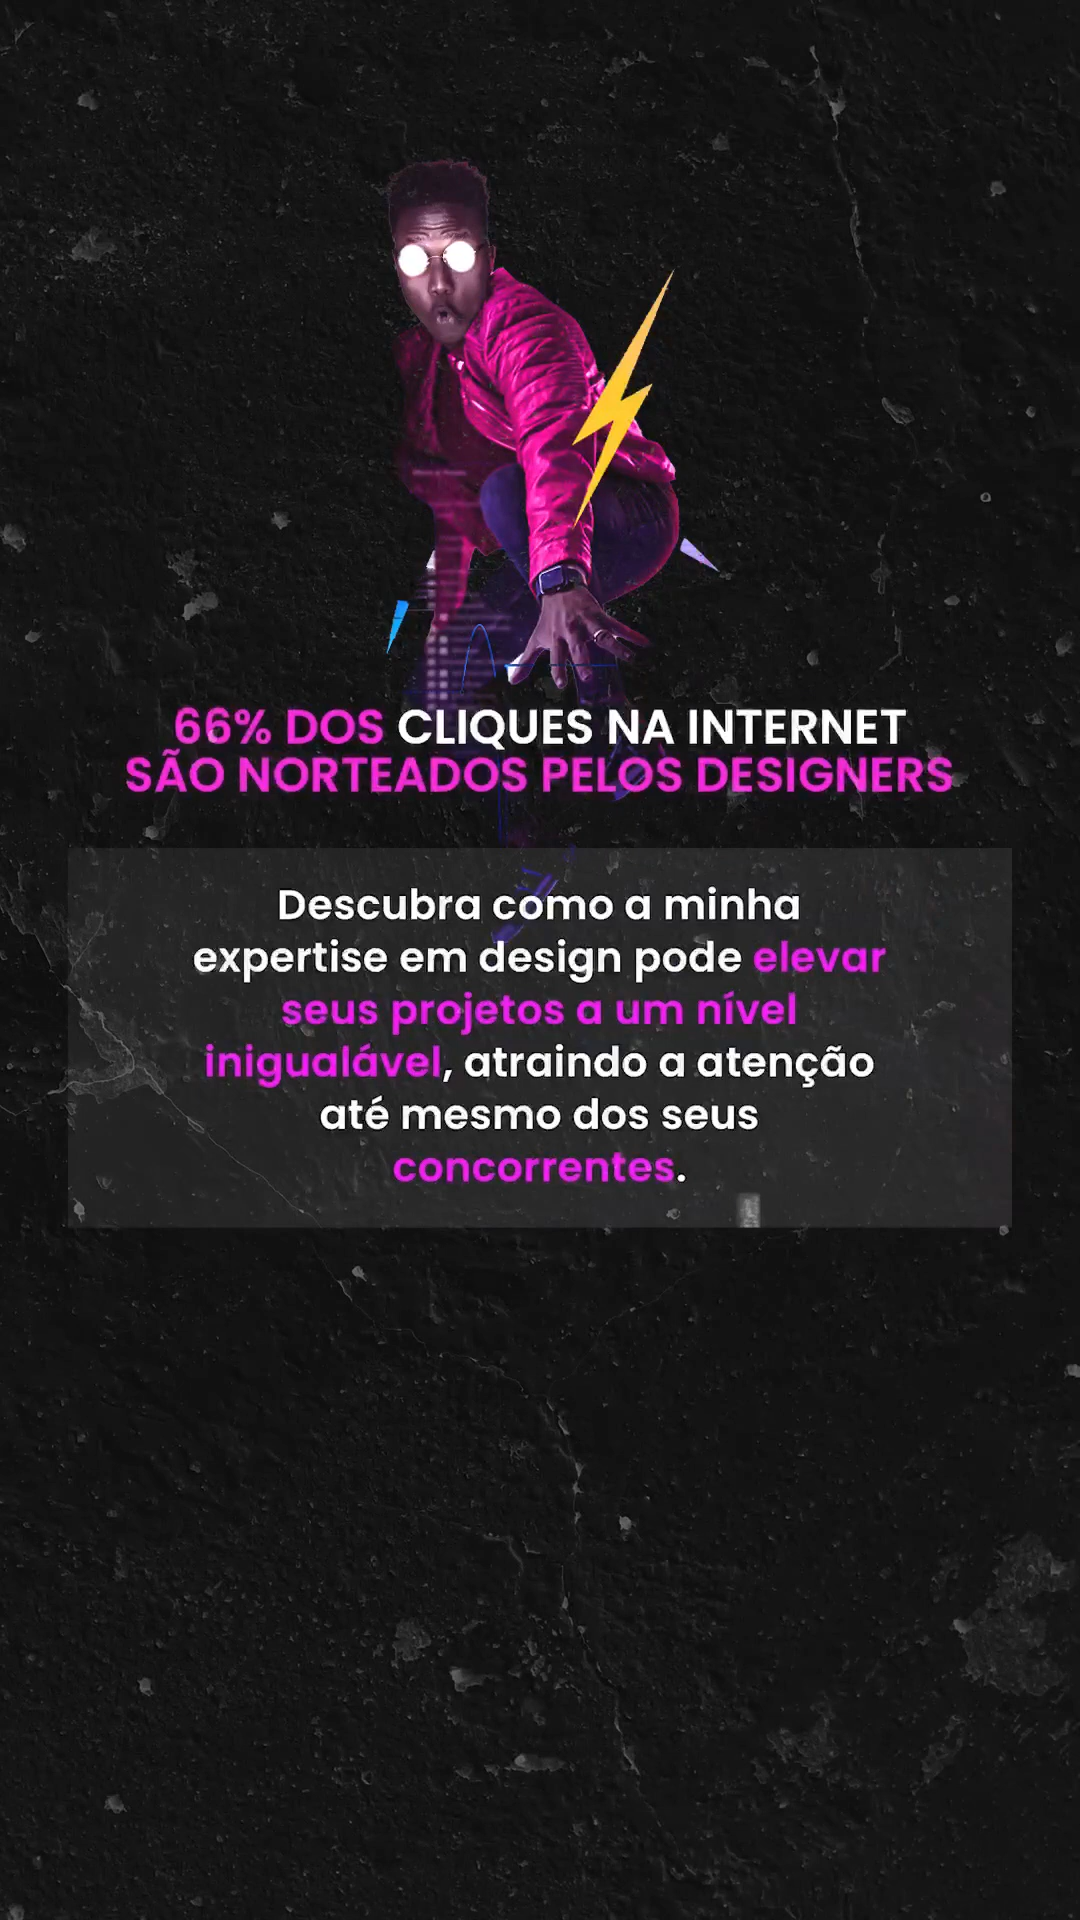 66% DOS CLIQUES NA INTERNET
SÃO NORTEADOS PELOS DESIGNERS
Descubra como a minha
expertise em design pode elevar
seus projetos a um nível
inigualável, atraindo a atenção
até mesmo dos seus
concorrentes.